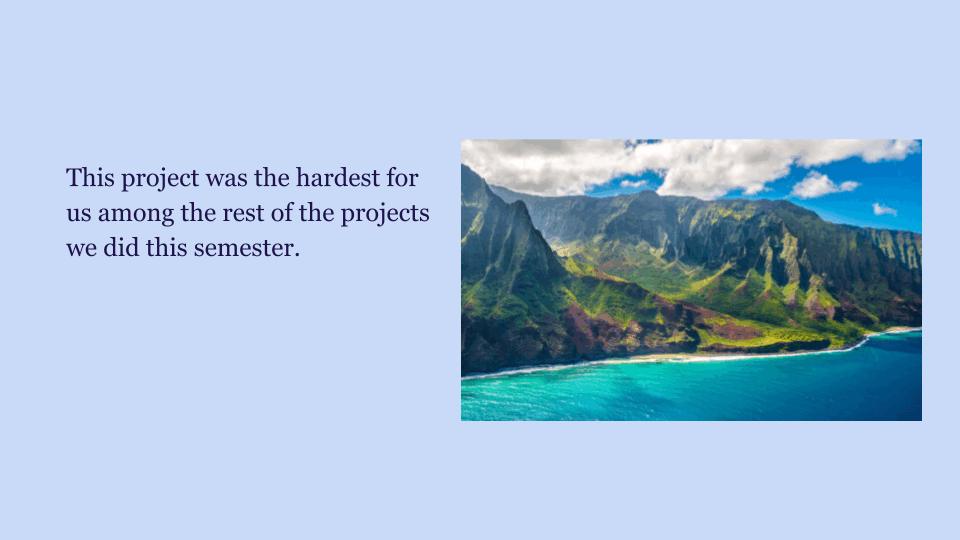 This project was the hardest for
us among the rest of the projects
we did this semester.